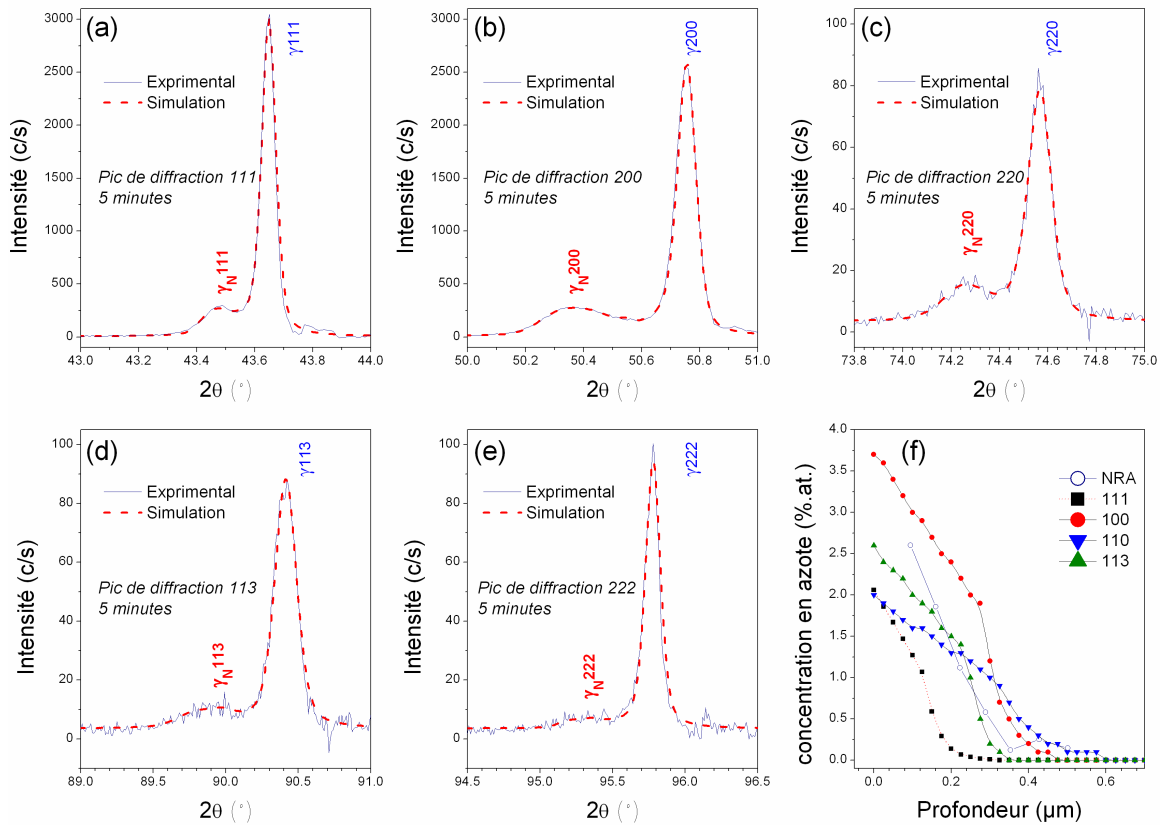 (a)
γ111
Exprimental
Simulation
Pic de diffraction 111
5 minutes
γN111
Intensité (c/s)
3000
2500
2000
1500
1000
500
0
43.0 43.2 43.4 43.6 43.8 44.0
2θ (°)
(b)
γ200
Exprimental
Simulation
Pic de diffraction 200
5 minutes
γN200
Intensité (c/s)
3000
2500
2000
1500
1000
500
0
50.0 50.2 50.4 50.6 50.8 51.0
2θ (°)
(c)
γ220
Exprimental
Simulation
Pic de diffraction 220
5 minutes
γN220
Intensité (c/s)
100
80
60
40
20
0
73.8 74.0 74.2 74.4 74.6 74.8 75.0
2θ (°)
(d)
γ113
Exprimental
Simulation
Pic de diffraction 113
5 minutes
γN113
Intensité (c/s)
100
80
60
40
20
0
89.0 89.5 90.0 90.5 91.0
2θ (°)
(e)
γ222
Exprimental
Simulation
Pic de diffraction 222
5 minutes
γN222
Intensité (c/s)
100
80
60
40
20
0
94.5 95.0 95.5 96.0 96.5
2θ (°)
(f)
NRA
111
100
110
113
concentration en azote (%.at.)
4.0
3.5
3.0
2.5
2.0
1.5
1.0
0.5
0.0
0.0 0.2 0.4 0.6
Profondeur (µm)